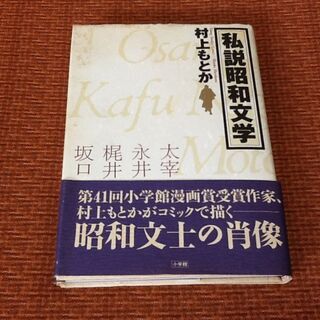 私説昭和文学
村上もとか
Osa
Kafu N
Moto
太宰
永井
梶井
坂口
第41回小学館漫画賞受賞作家、
村上もとかがコミックで描く──
昭和文士の肖像
小学館